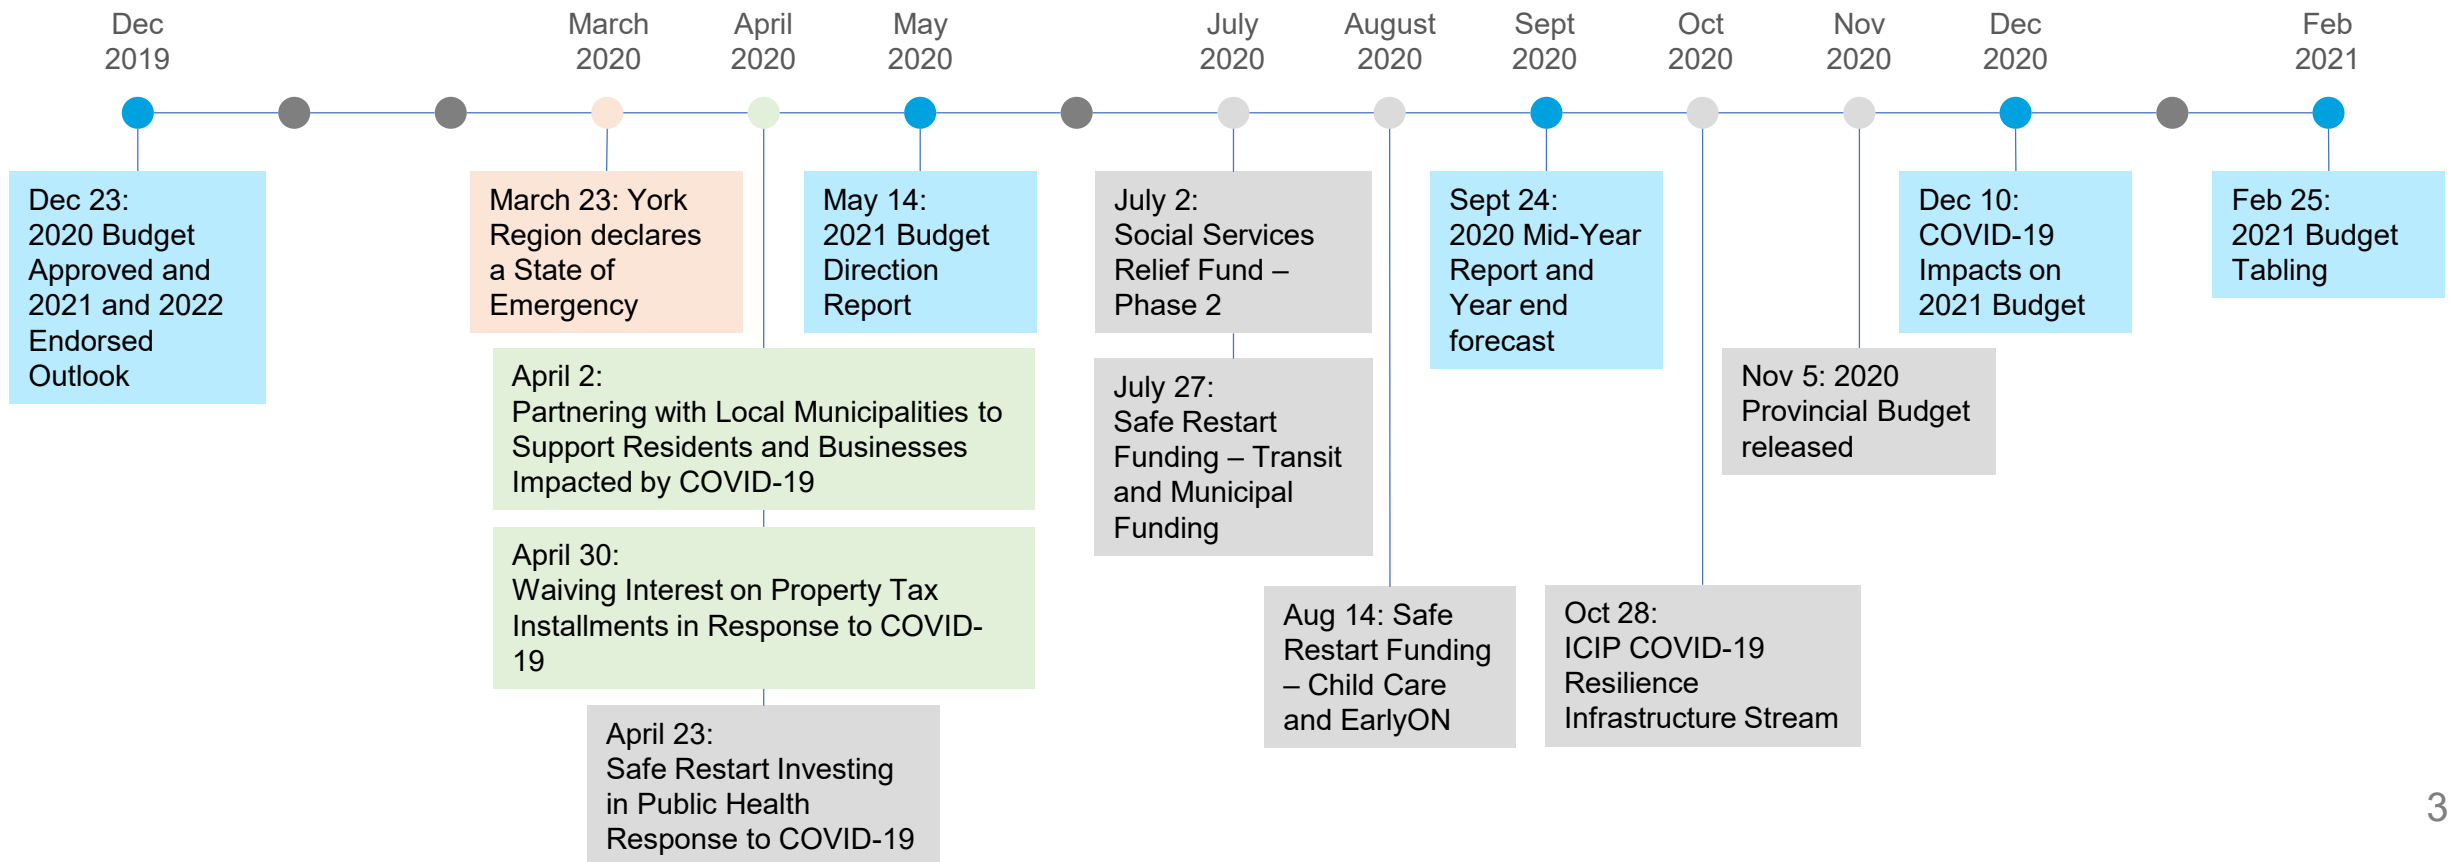 Dec
2019
March
2020
April
2020
May
2020
July
2020
August
2020
Sept
2020
Oct
2020
Nov
2020
Dec
2020
Feb
2021
Dec 23:
2020 Budget
Approved and
2021 and 2022
Endorsed
Outlook
March 23: York
Region declares
a State of
Emergency
April 2:
Partnering with Local Municipalities to
Support Residents and Businesses
Impacted by COVID-19
April 30:
Waiving Interest on Property Tax
Installments in Response to COVID-
19
April 23:
Safe Restart Investing
in Public Health
Response to COVID-19
May 14:
2021 Budget
Direction
Report
July 2:
Social Services
Relief Fund –
Phase 2
July 27:
Safe Restart
Funding – Transit
and Municipal
Funding
Aug 14: Safe
Restart Funding
– Child Care
and EarlyON
Sept 24:
2020 Mid-Year
Report and
Year end
forecast
Oct 28:
ICIP COVID-19
Resilience
Infrastructure Stream
Nov 5: 2020
Provincial Budget
released
Dec 10:
COVID-19
Impacts on
2021 Budget
Feb 25:
2021 Budget
Tabling
3